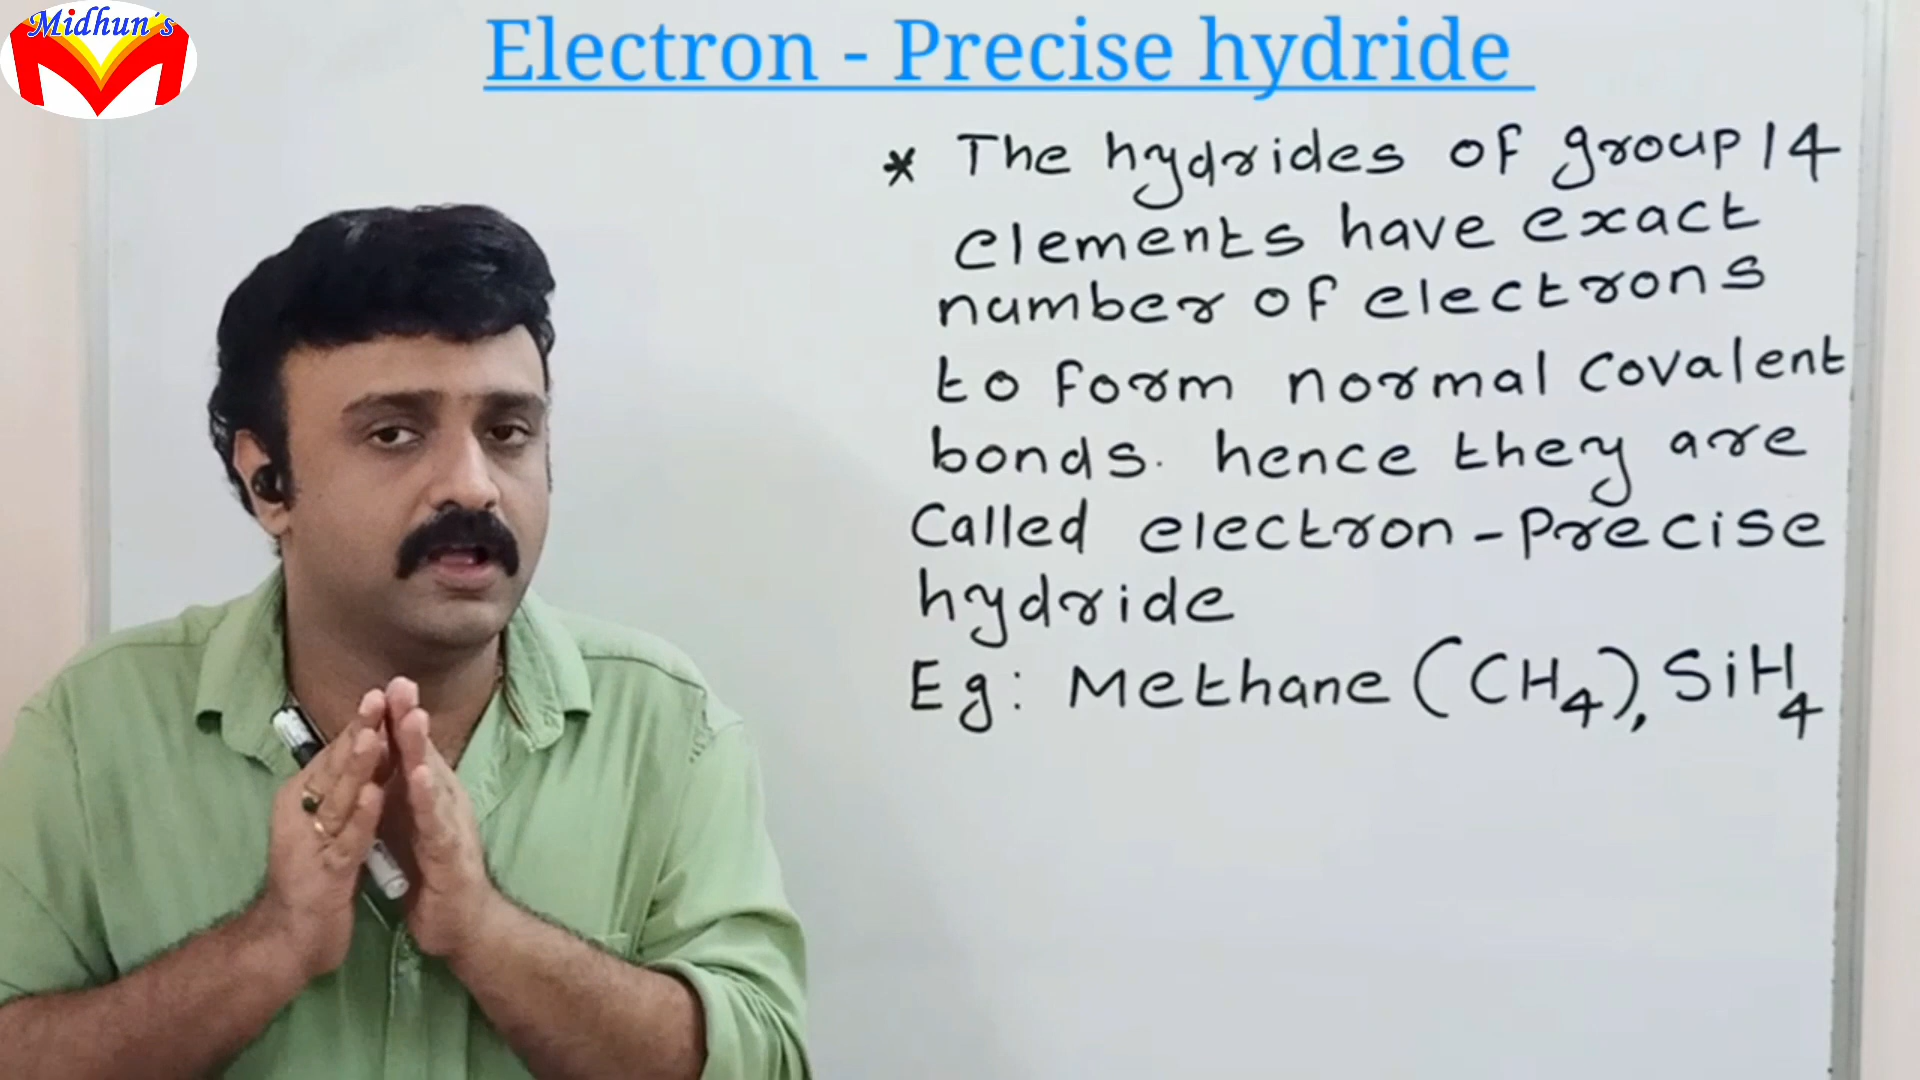 Midhun's
Electron - Precise hydride
* The hydrides of group 14
elements have exact
number of electrons
to form normal covalent
bonds. hence they are
Called electron - precise
hydride
Eg: Methane (CH₄), SiH₄